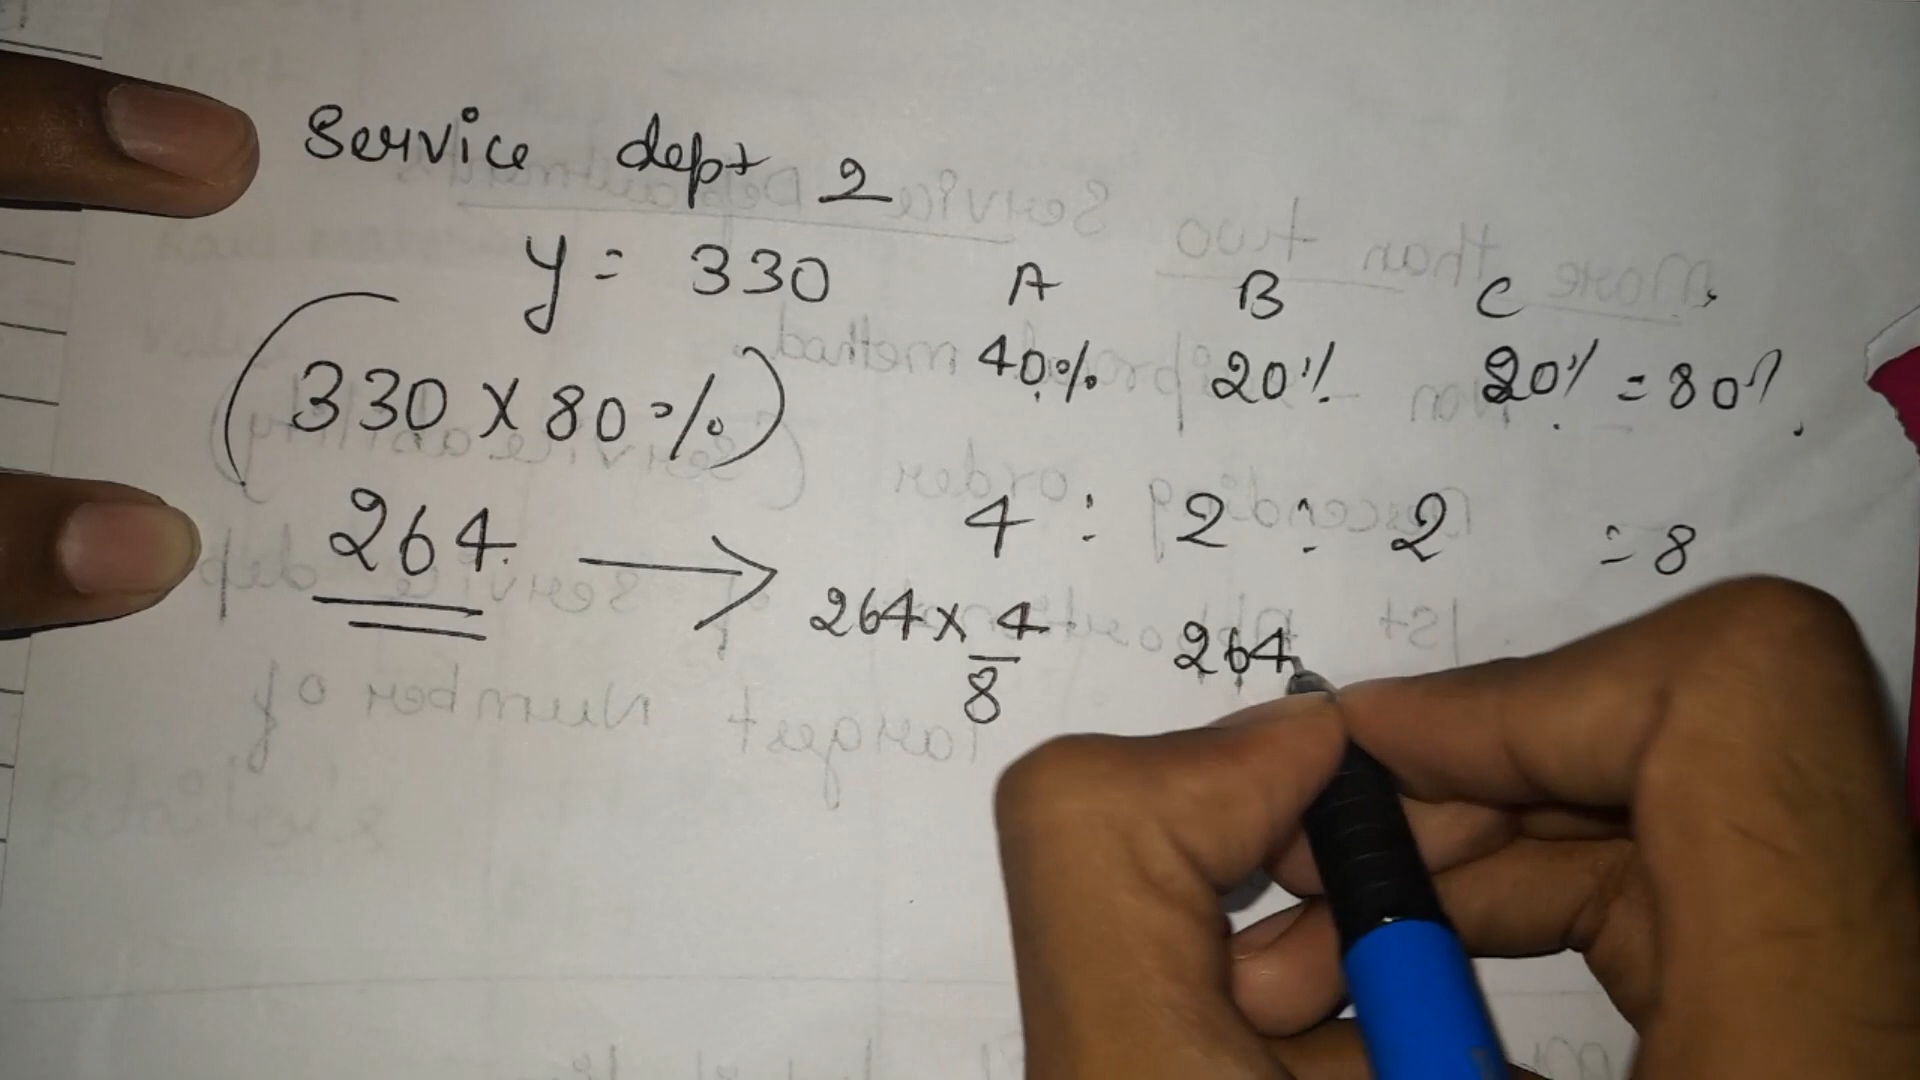 Service dept 2
y = 330 A B C
(330 X 80%) 40% 20% 20% = 80%
264 → 4 : 2 : 2 = 8
264 x 4/8 264